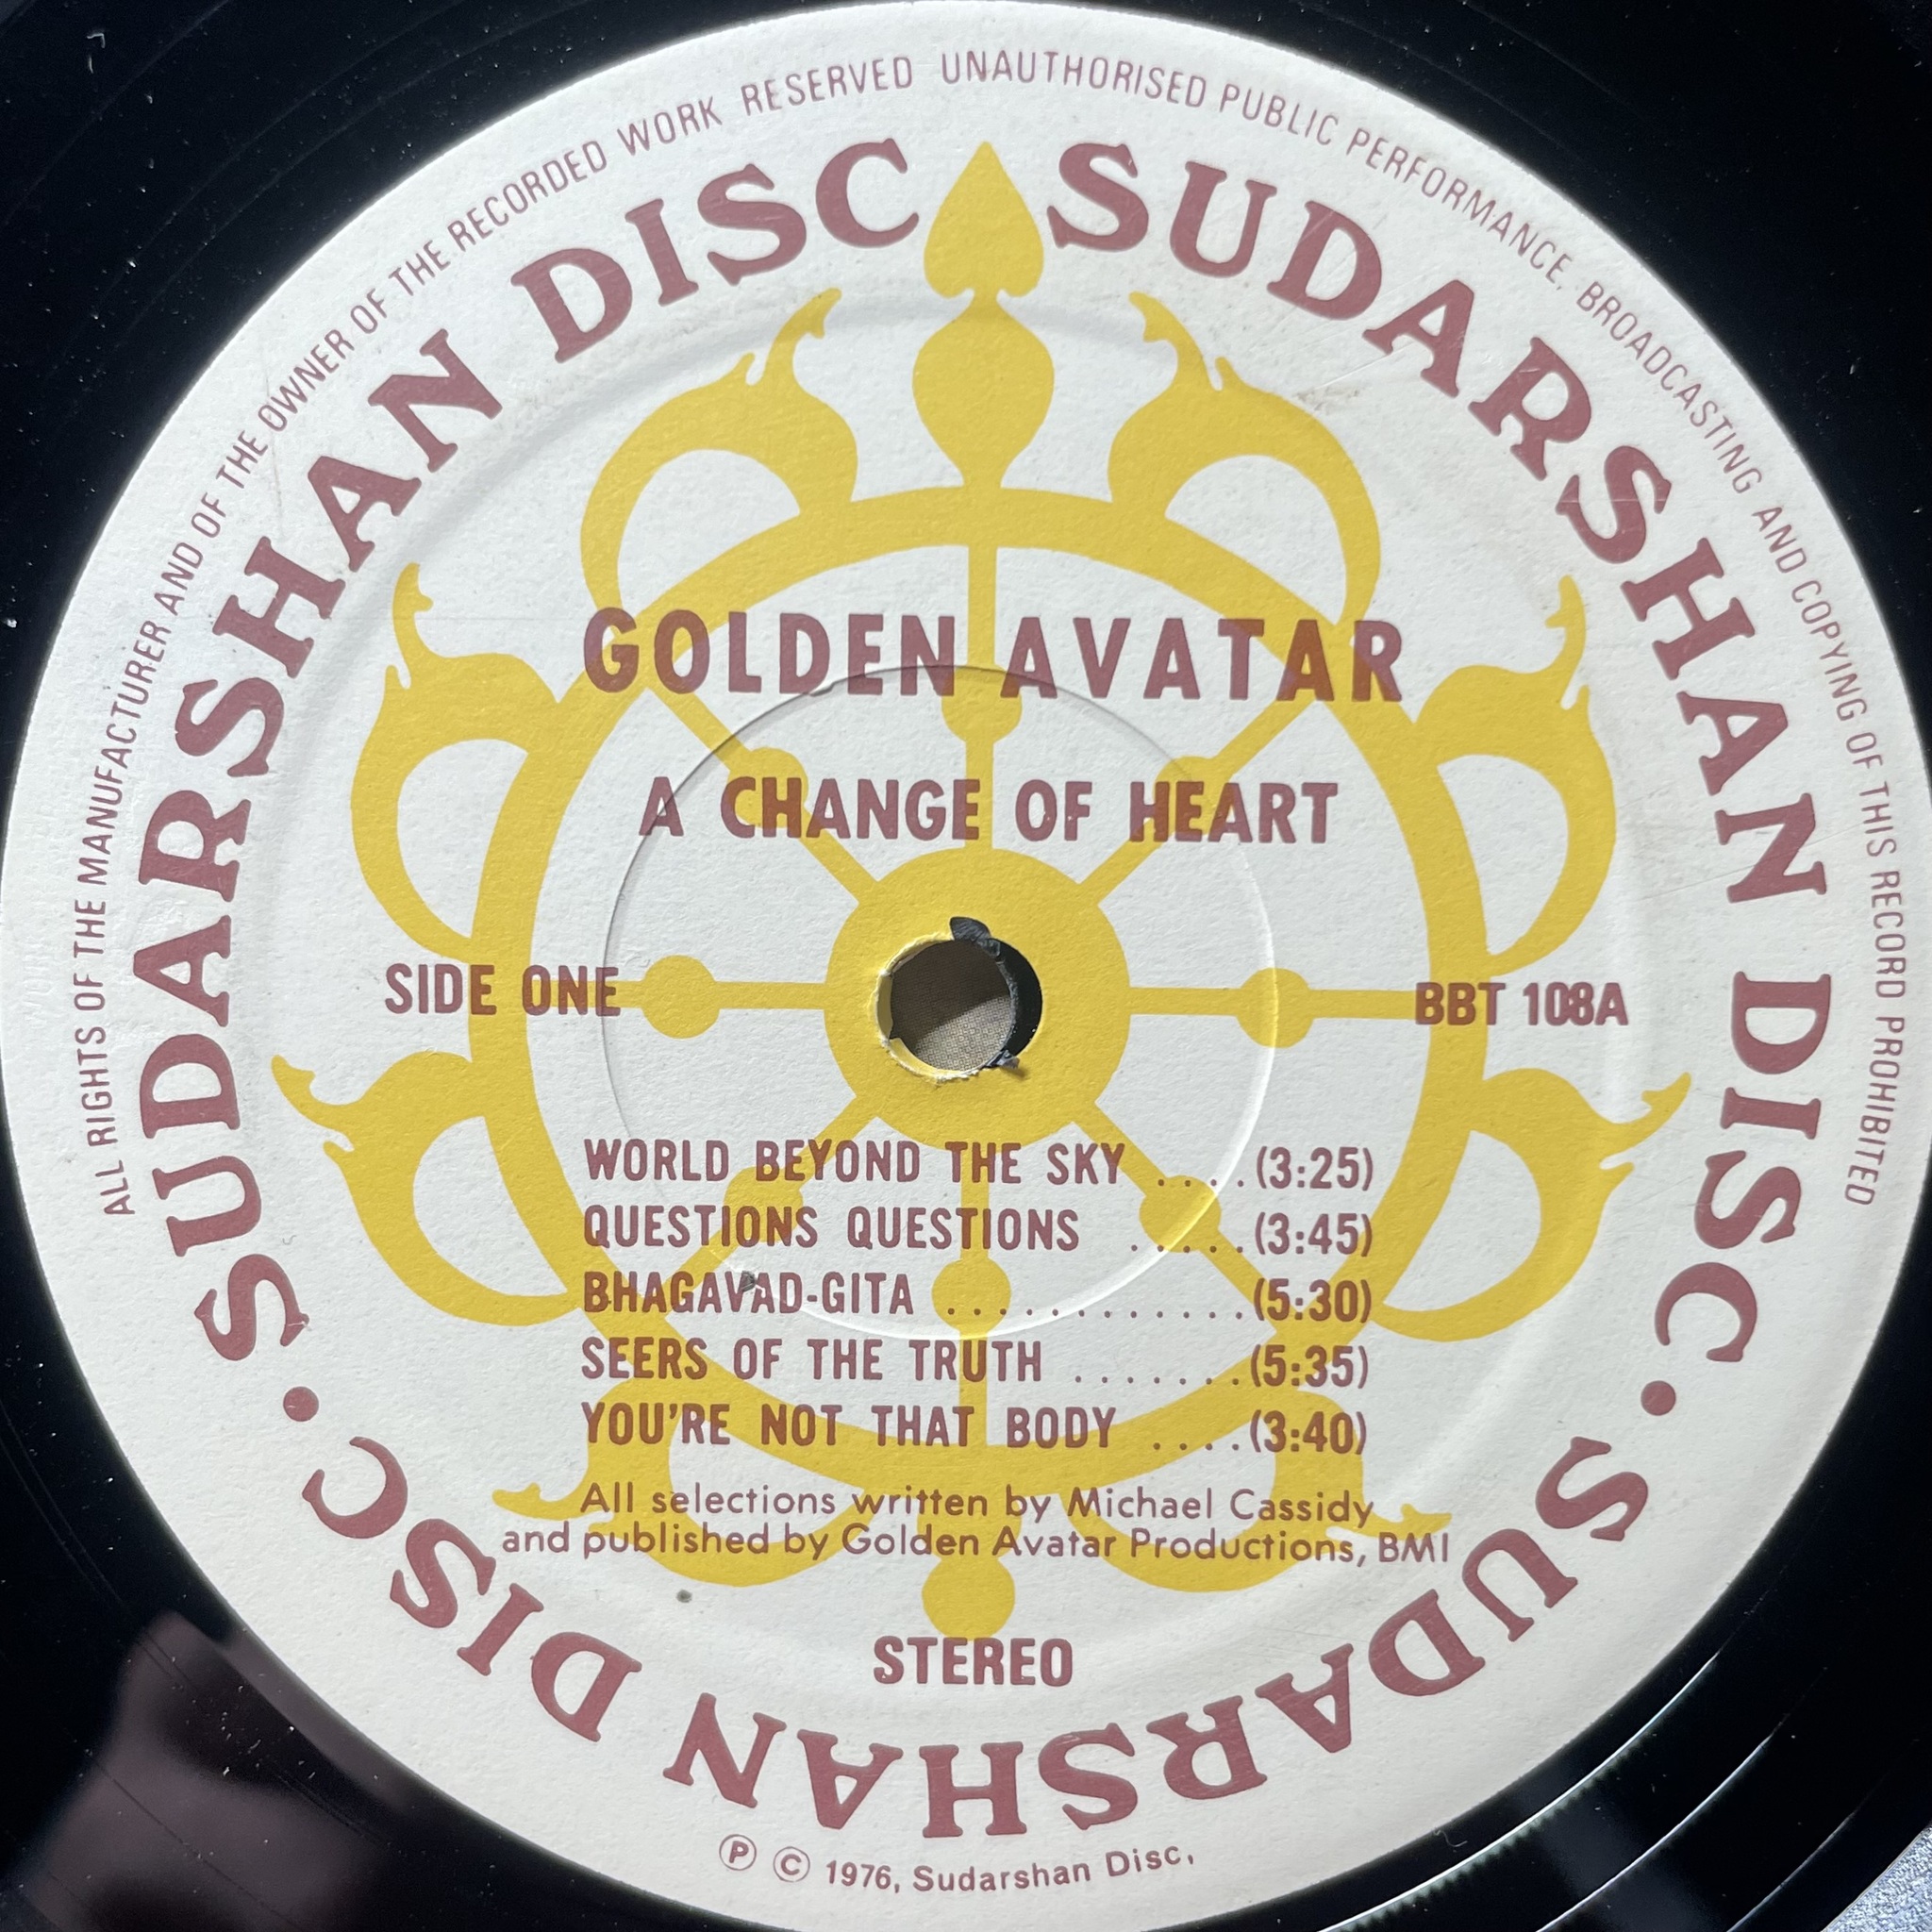 ALL RIGHTS OF THE MANUFACTURER AND OF THE OWNER OF THE RECORDED WORK RESERVED UNAUTHORISED PUBLIC PERFORMANCE, BROADCASTING AND COPYING OF THIS RECORD PROHIBITED
SUDARSHAN DISC SUDARSHAN DISC • SUDARSHAN DISC •
GOLDEN AVATAR
A CHANGE OF HEART
SIDE ONE
BBT 108A
WORLD BEYOND THE SKY ....(3:25)
QUESTIONS QUESTIONS .....(3:45)
BHAGAVAD-GITA ............(5:30)
SEERS OF THE TRUTH .......(5:35)
YOU'RE NOT THAT BODY ....(3:40)
All selections written by Michael Cassidy
and published by Golden Avatar Productions, BMI
STEREO
Ⓟ © 1976, Sudarshan Disc,